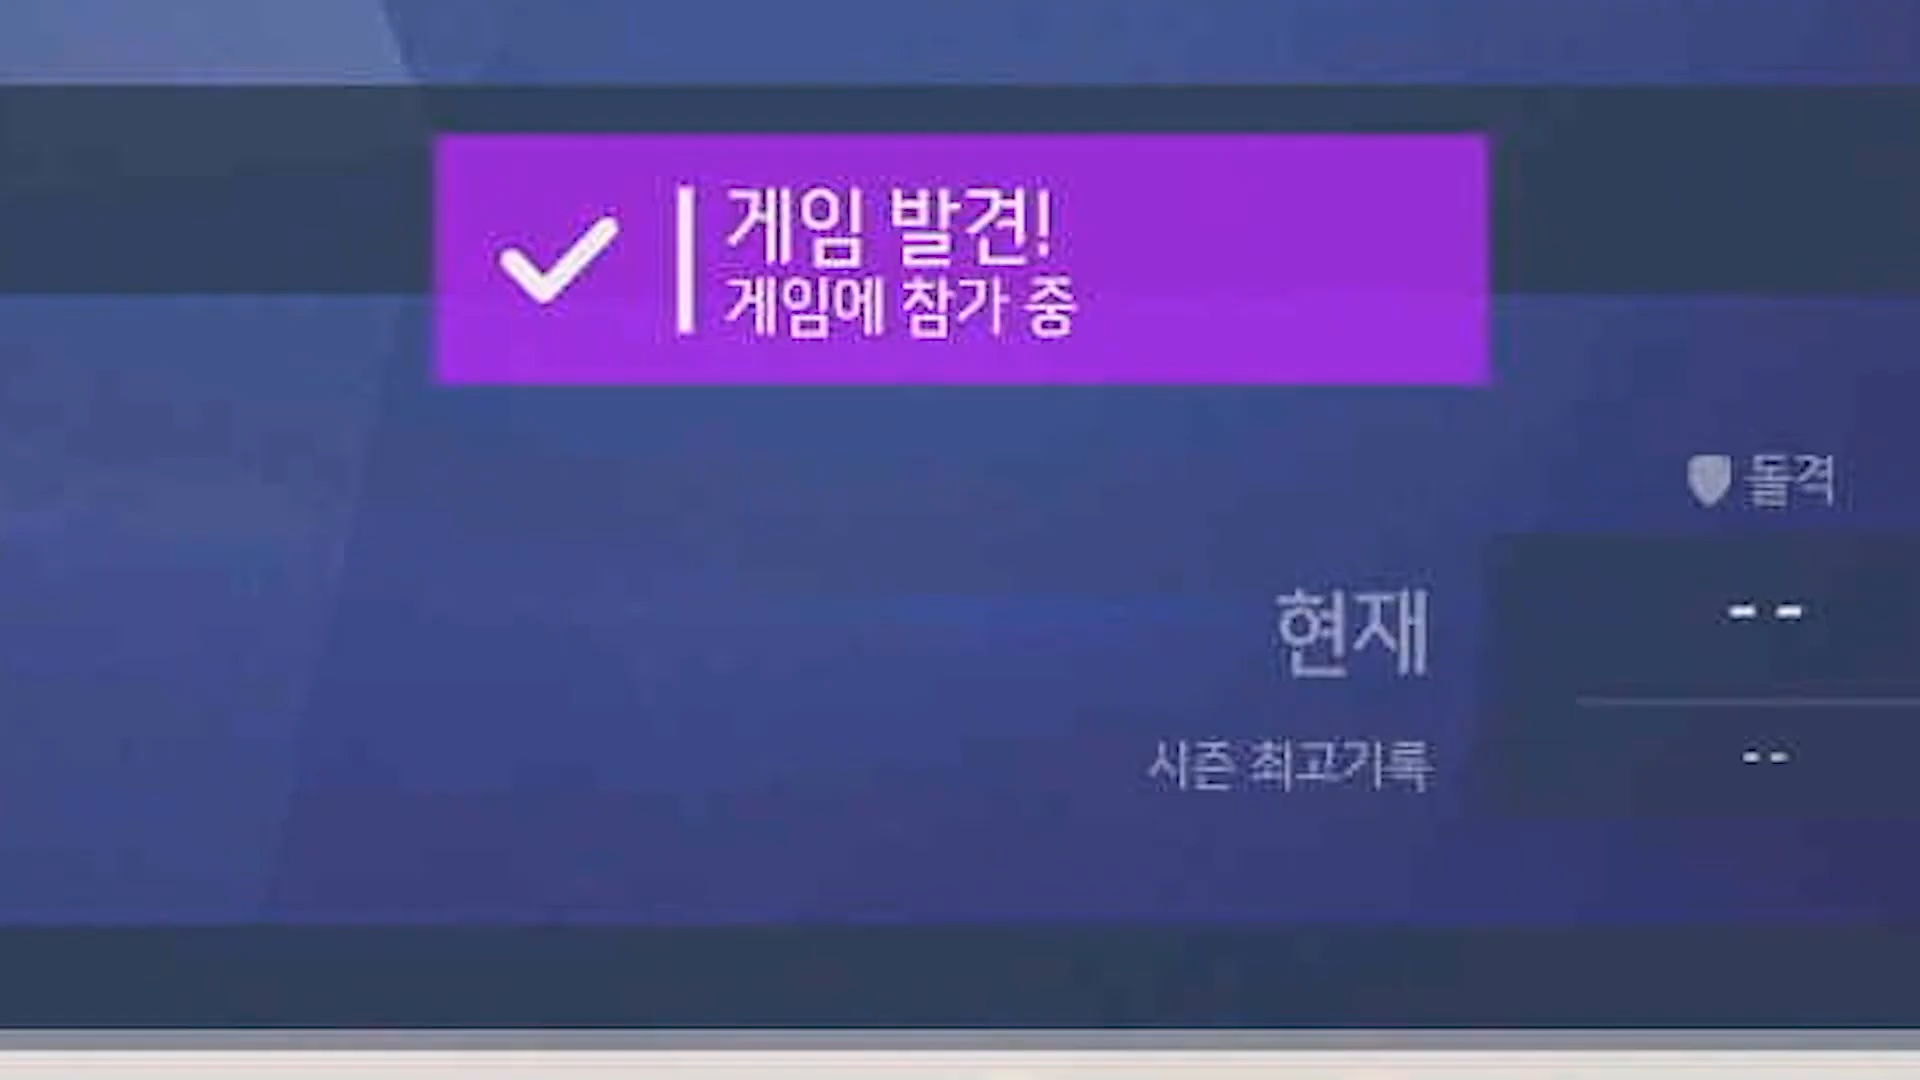 게임 발견!
게임에 참가 중
돌격
현재
--
시즌 최고기록
--